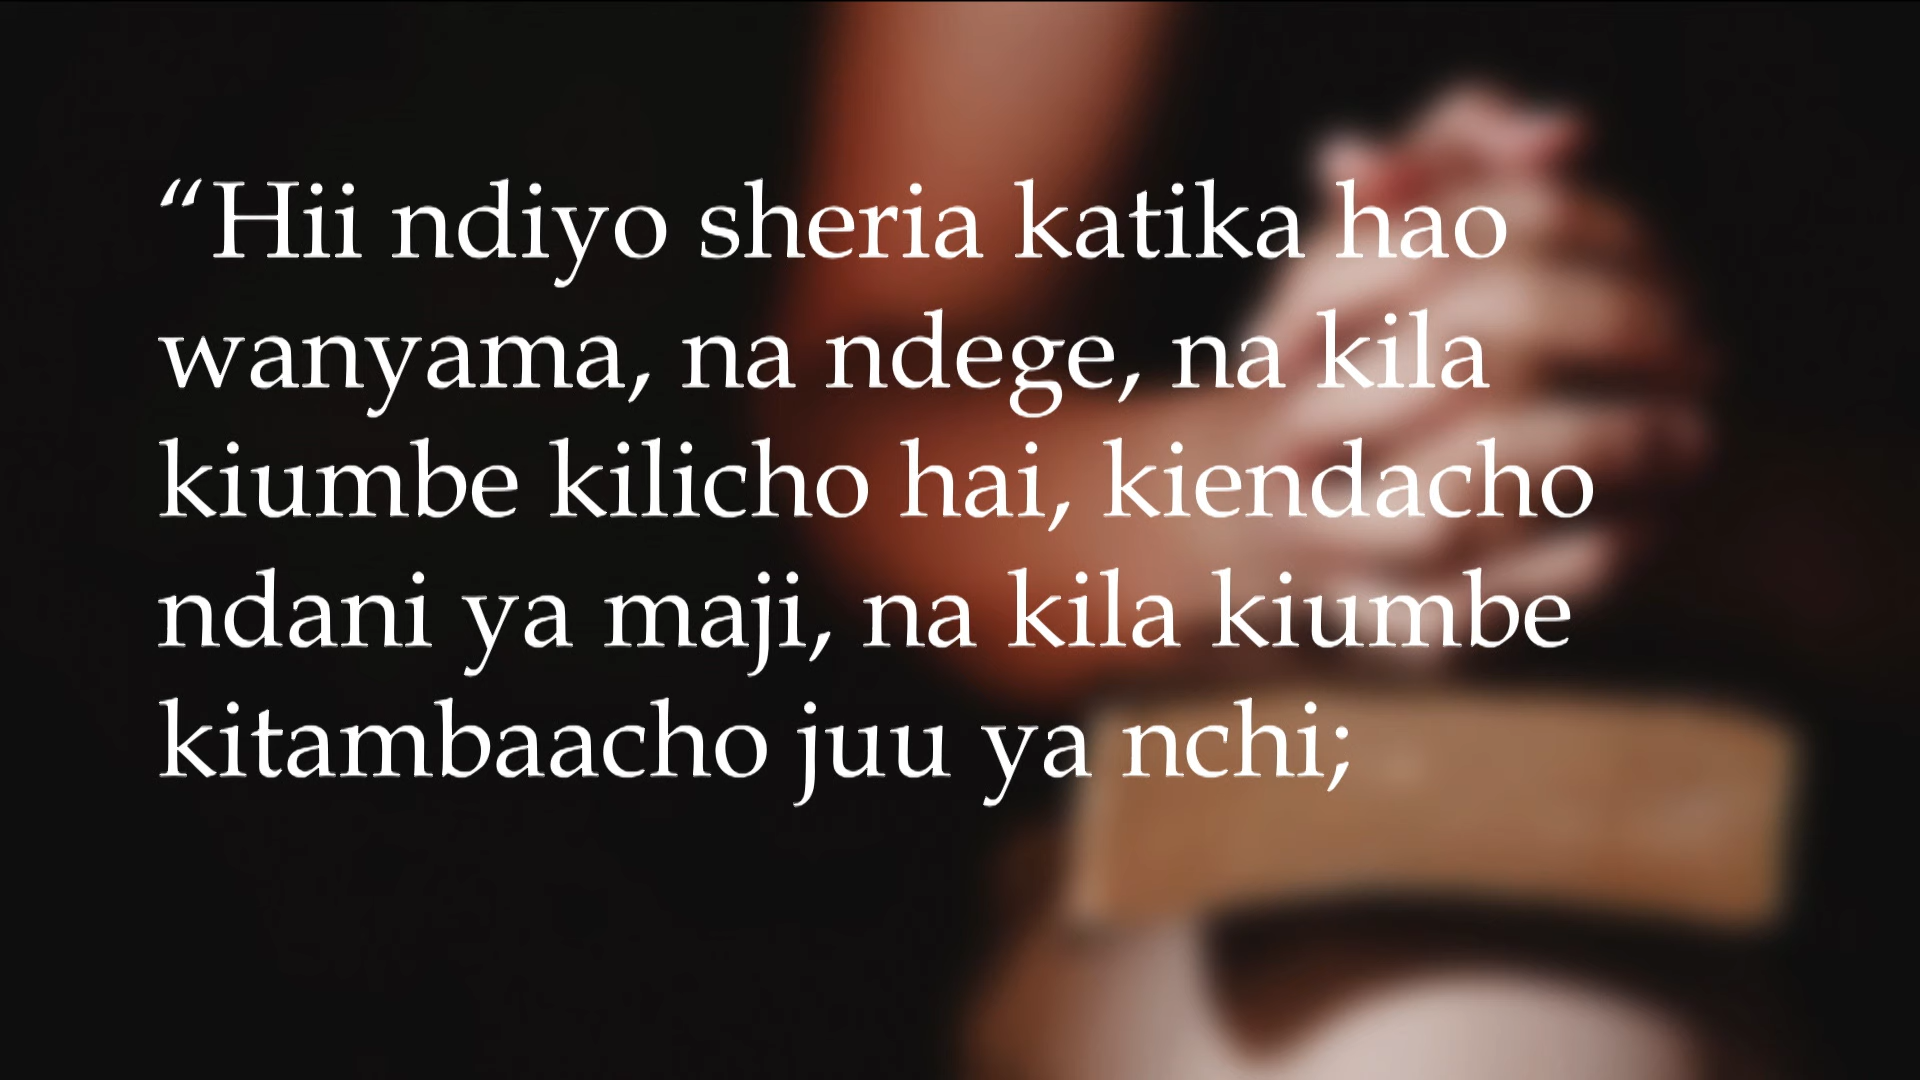 “Hii ndiyo sheria katika hao
wanyama, na ndege, na kila
kiumbe kilicho hai, kiendacho
ndani ya maji, na kila kiumbe
kitambaacho juu ya nchi;